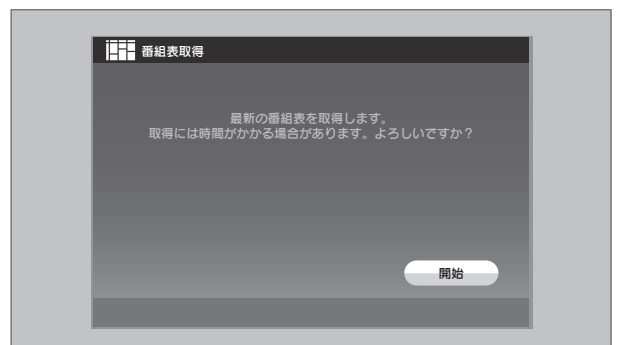 番組表取得
最新の番組表を取得します。
取得には時間がかかる場合があります。よろしいですか？
開始